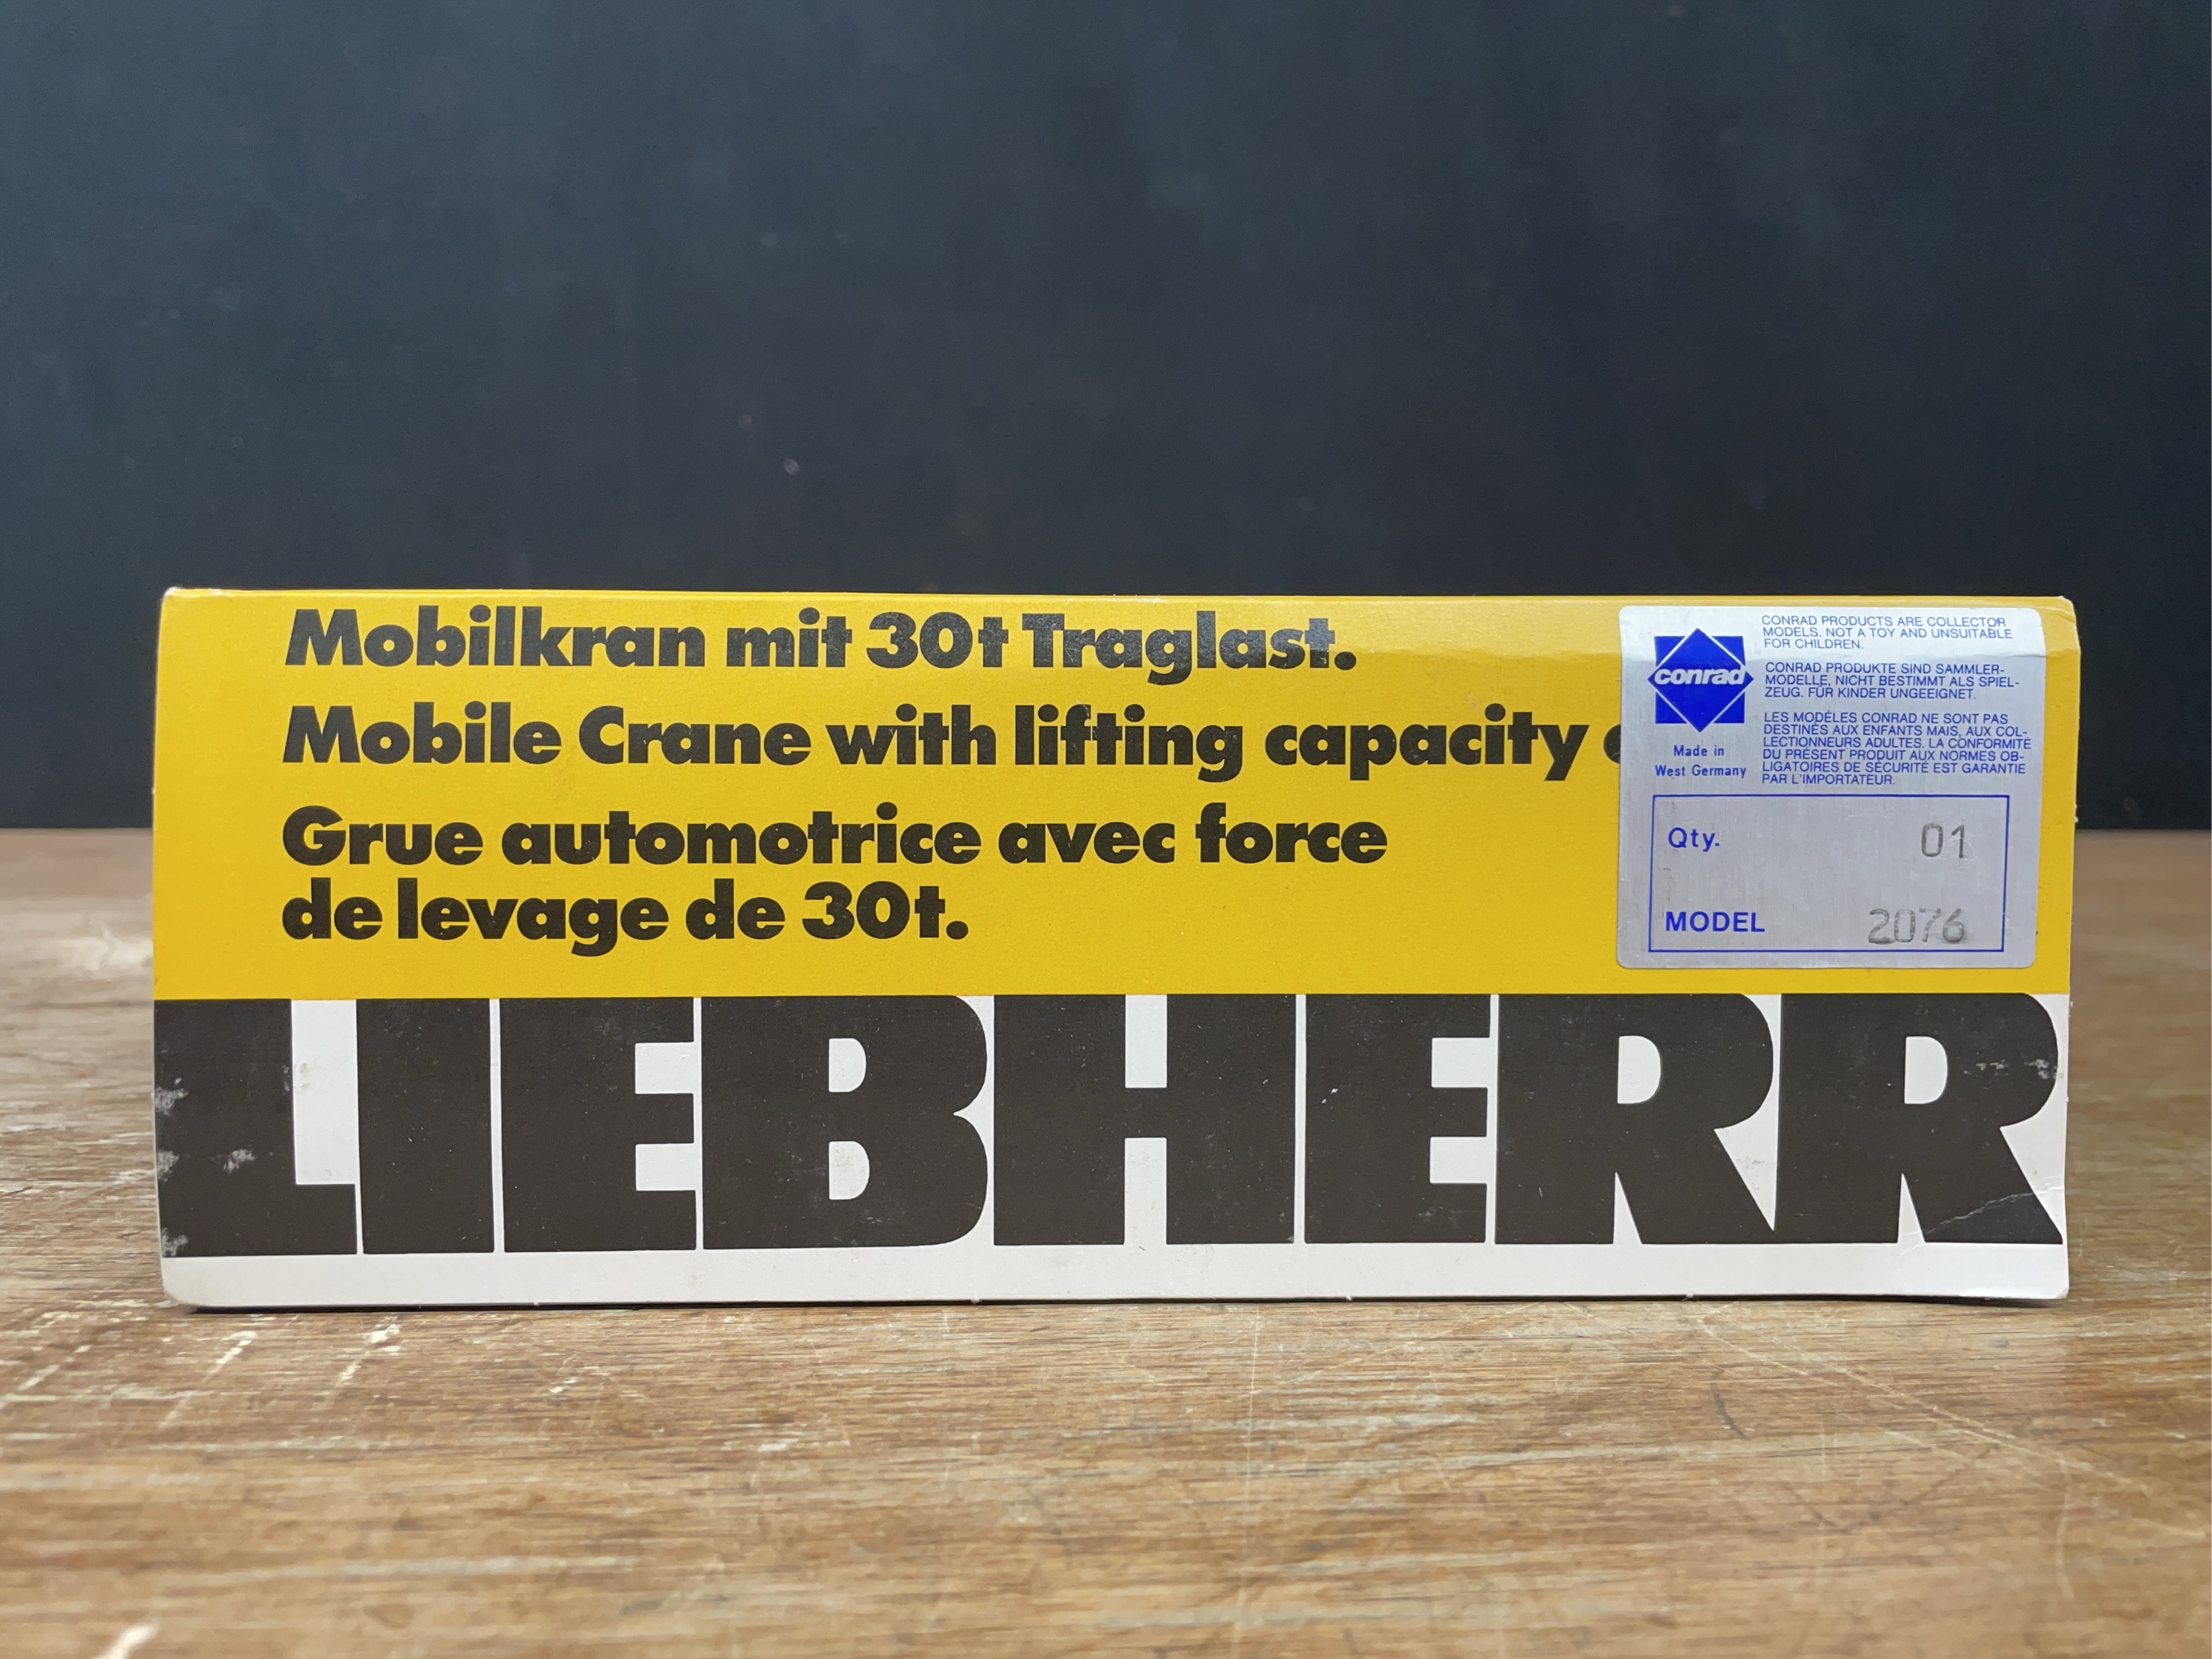 Mobilkran mit 30t Traglast.
Mobile Crane with lifting capacity
Grue automotrice avec force
de levage de 30t.
LIEBHERR
conrad
Made in
West Germany
CONRAD PRODUCTS ARE COLLECTOR
MODELS. NOT A TOY AND UNSUITABLE
FOR CHILDREN.
CONRAD PRODUKTE SIND SAMMLER-
MODELLE, NICHT BESTIMMT ALS SPIEL-
ZEUG. FÜR KINDER UNGEEIGNET.
LES MODÈLES CONRAD NE SONT PAS
DESTINÉS AUX ENFANTS MAIS, AUX COL-
LECTIONNEURS ADULTES. LA CONFORMITÉ
DU PRÉSENT PRODUIT AUX NORMES OB-
LIGATOIRES DE SÉCURITÉ EST GARANTIE
PAR L'IMPORTATEUR.
Qty. 01
MODEL 2076